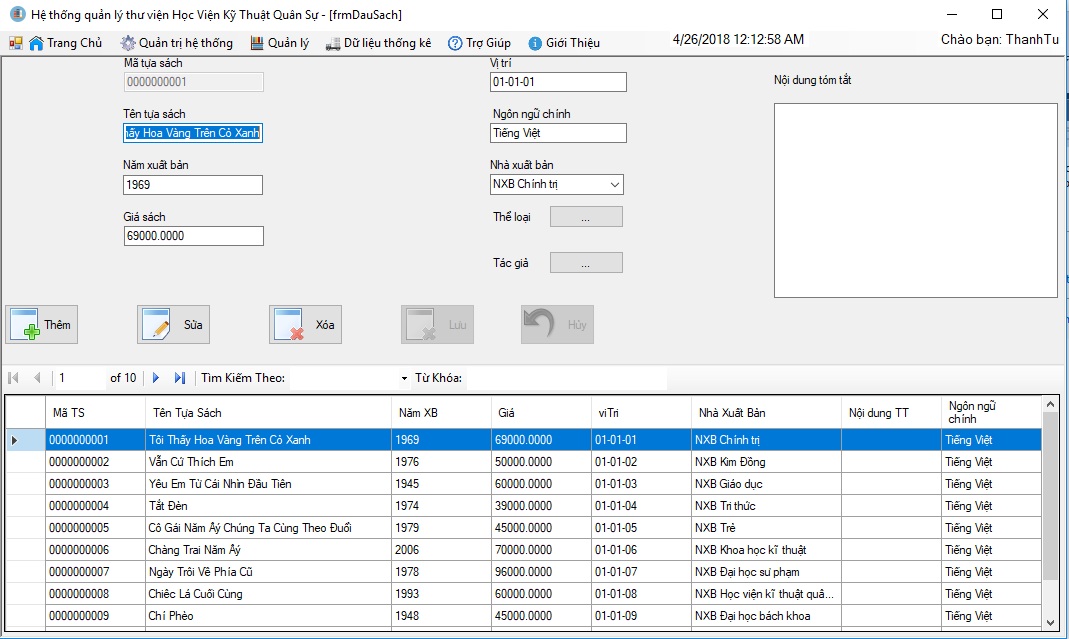 Hệ thống quản lý thư viện Học Viện Kỹ Thuật Quân Sự - [frmDauSach]
Trang Chủ Quản trị hệ thống Quản lý Dữ liệu thống kê Trợ Giúp Giới Thiệu 4/26/2018 12:12:58 AM Chào bạn: ThanhTu
Mã tựa sách
0000000001
Tên tựa sách
Thấy Hoa Vàng Trên Cỏ Xanh
Năm xuất bản
1969
Giá sách
69000.0000
Vị trí
01-01-01
Ngôn ngữ chính
Tiếng Việt
Nhà xuất bản
NXB Chính trị
Thể loại ...
Tác giả ...
Nội dung tóm tắt
Thêm Sửa Xóa Lưu Hủy
1 of 10 Tìm Kiếm Theo: Từ Khóa:
Mã TS Tên Tựa Sách Năm XB Giá viTri Nhà Xuất Bản Nội dung TT Ngôn ngữ chính
0000000001 Tôi Thấy Hoa Vàng Trên Cỏ Xanh 1969 69000.0000 01-01-01 NXB Chính trị Tiếng Việt
0000000002 Vẫn Cứ Thích Em 1976 50000.0000 01-01-02 NXB Kim Đồng Tiếng Việt
0000000003 Yêu Em Từ Cái Nhìn Đầu Tiên 1945 60000.0000 01-01-03 NXB Giáo dục Tiếng Việt
0000000004 Tắt Đèn 1974 39000.0000 01-01-04 NXB Tri thức Tiếng Việt
0000000005 Cô Gái Năm Ấy Chúng Ta Cùng Theo Đuổi 1979 45000.0000 01-01-05 NXB Trẻ Tiếng Việt
0000000006 Chàng Trai Năm Ấy 2006 70000.0000 01-01-06 NXB Khoa học kĩ thuật Tiếng Việt
0000000007 Ngày Trôi Về Phía Cũ 1978 96000.0000 01-01-07 NXB Đại học sư phạm Tiếng Việt
0000000008 Chiếc Lá Cuối Cùng 1993 60000.0000 01-01-08 NXB Học viện kĩ thuật quâ... Tiếng Việt
0000000009 Chí Phèo 1948 45000.0000 01-01-09 NXB Đại học bách khoa Tiếng Việt